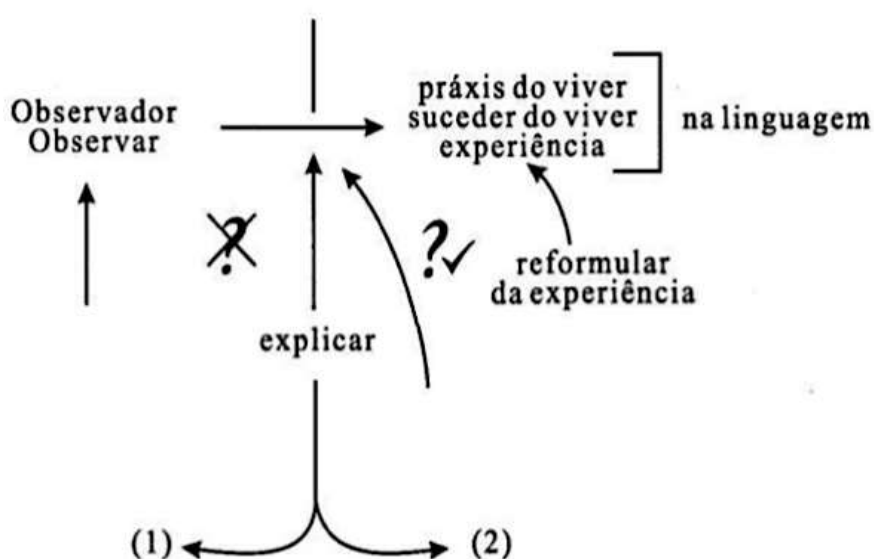 Observador
Observar
práxis do viver
suceder do viver
experiência
na linguagem
?
?✓
reformular
da experiência
explicar
(1)
(2)